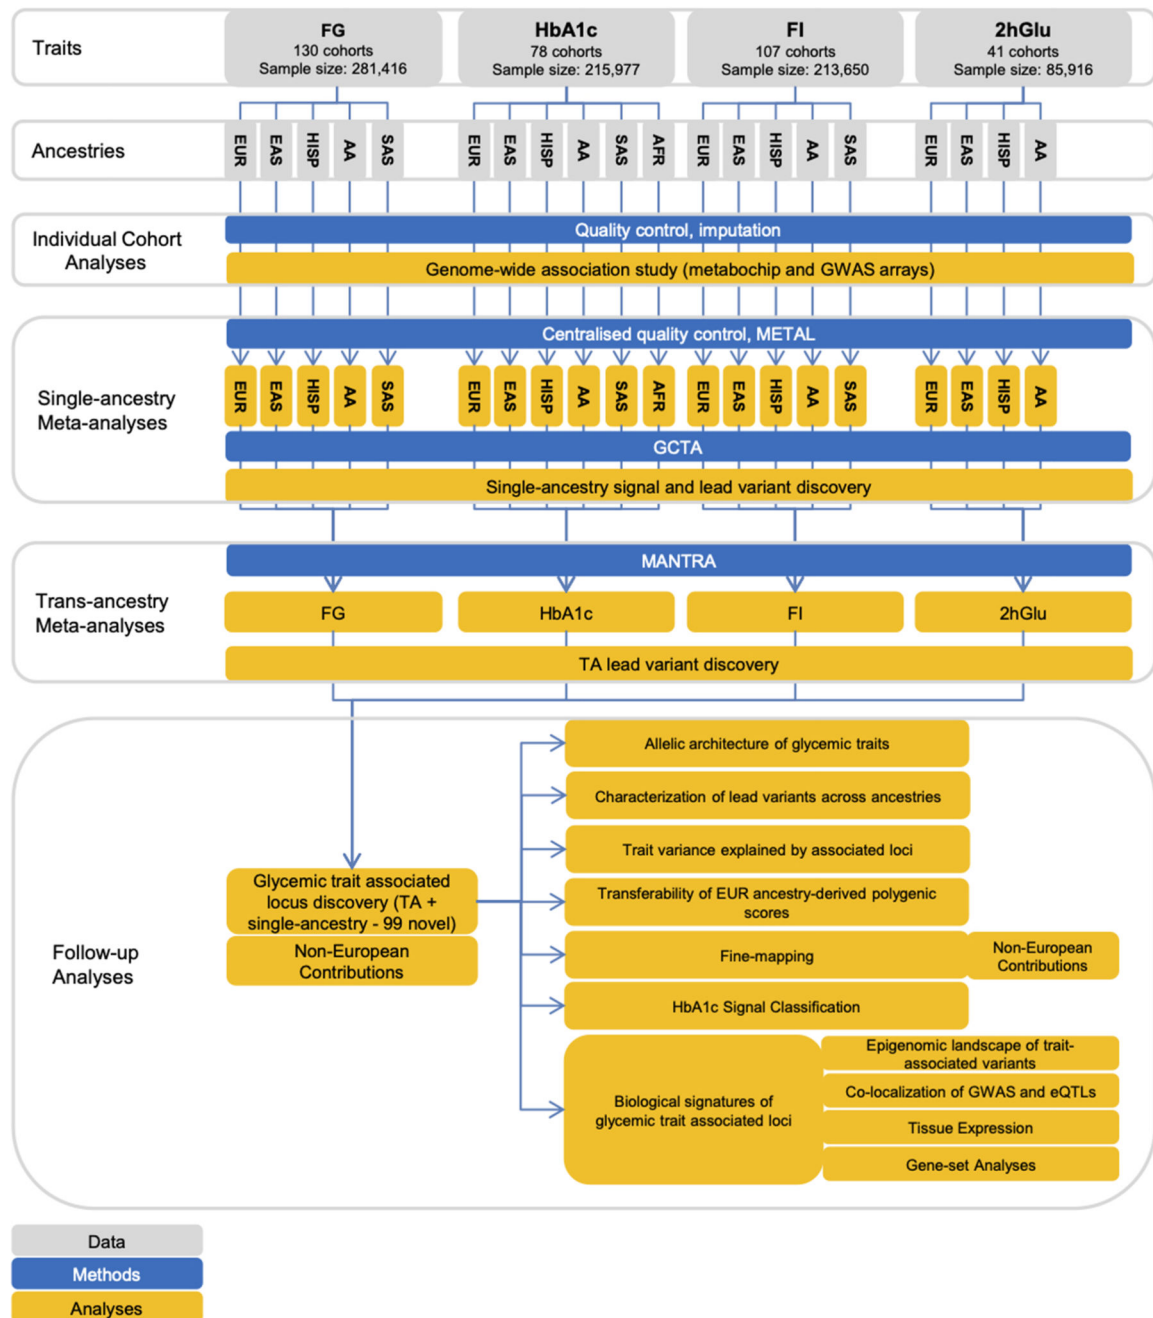 Traits
FG
130 cohorts
Sample size: 281,416
HbA1c
78 cohorts
Sample size: 215,977
FI
107 cohorts
Sample size: 213,650
2hGlu
41 cohorts
Sample size: 85,916
Ancestries
EUR
EAS
HISP
AA
SAS
EUR
EAS
HISP
AA
SAS
AFR
EUR
EAS
HISP
AA
SAS
EUR
EAS
HISP
AA
Individual Cohort
Analyses
Quality control, imputation
Genome-wide association study (metabochip and GWAS arrays)
Single-ancestry
Meta-analyses
Centralised quality control, METAL
EUR
EAS
HISP
AA
SAS
EUR
EAS
HISP
AA
SAS
AFR
EUR
EAS
HISP
AA
SAS
EUR
EAS
HISP
AA
GCTA
Single-ancestry signal and lead variant discovery
Trans-ancestry
Meta-analyses
MANTRA
FG
HbA1c
FI
2hGlu
TA lead variant discovery
Follow-up
Analyses
Glycemic trait associated
locus discovery (TA +
single-ancestry - 99 novel)
Non-European
Contributions
Allelic architecture of glycemic traits
Characterization of lead variants across ancestries
Trait variance explained by associated loci
Transferability of EUR ancestry-derived polygenic
scores
Fine-mapping
Non-European
Contributions
HbA1c Signal Classification
Biological signatures of
glycemic trait associated loci
Epigenomic landscape of trait-
associated variants
Co-localization of GWAS and eQTLs
Tissue Expression
Gene-set Analyses
Data
Methods
Analyses